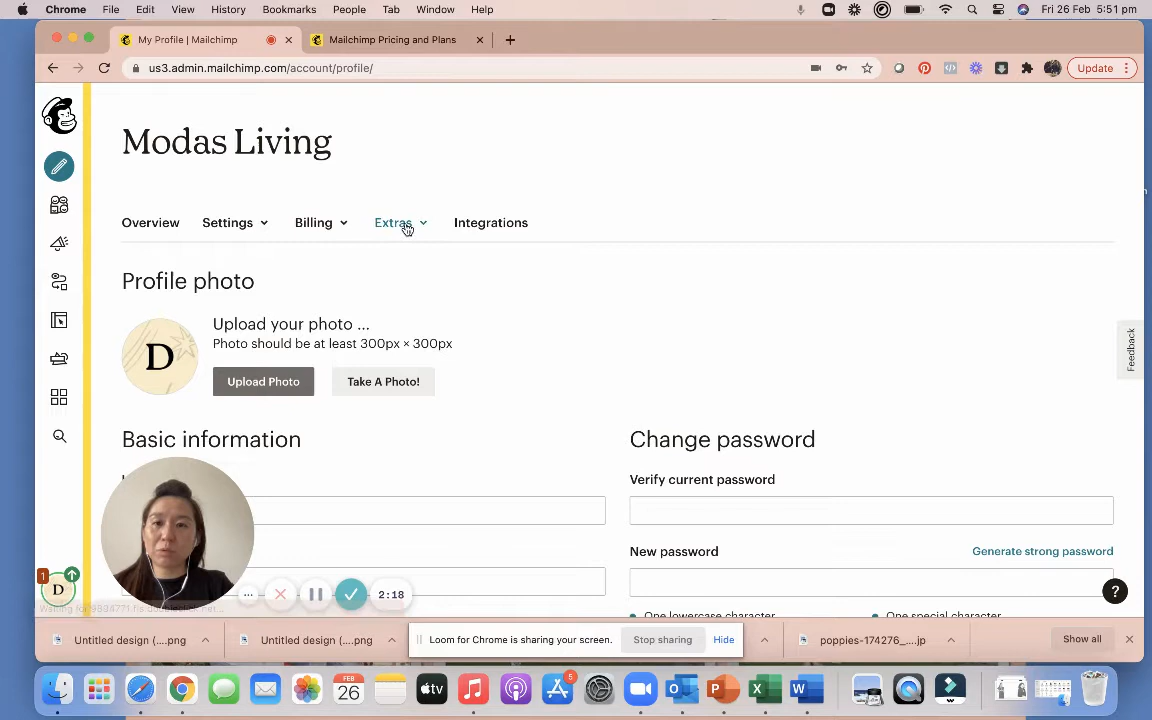 Chrome File Edit View History Bookmarks People Tab Window Help Fri 26 Feb 5:51 pm
My Profile | Mailchimp
Mailchimp Pricing and Plans
us3.admin.mailchimp.com/account/profile/
Update
Modas Living
Overview Settings Billing Extras Integrations
Profile photo
D
Upload your photo ...
Photo should be at least 300px × 300px
Upload Photo
Take A Photo!
Feedback
Basic information
Change password
Verify current password
New password
Generate strong password
One lowercase character
One special character
1
D
2:18
?
Untitled design (....png
Untitled design (....png
Loom for Chrome is sharing your screen.
Stop sharing
Hide
poppies-174276_....jp
Show all
FEB
26
5
tv